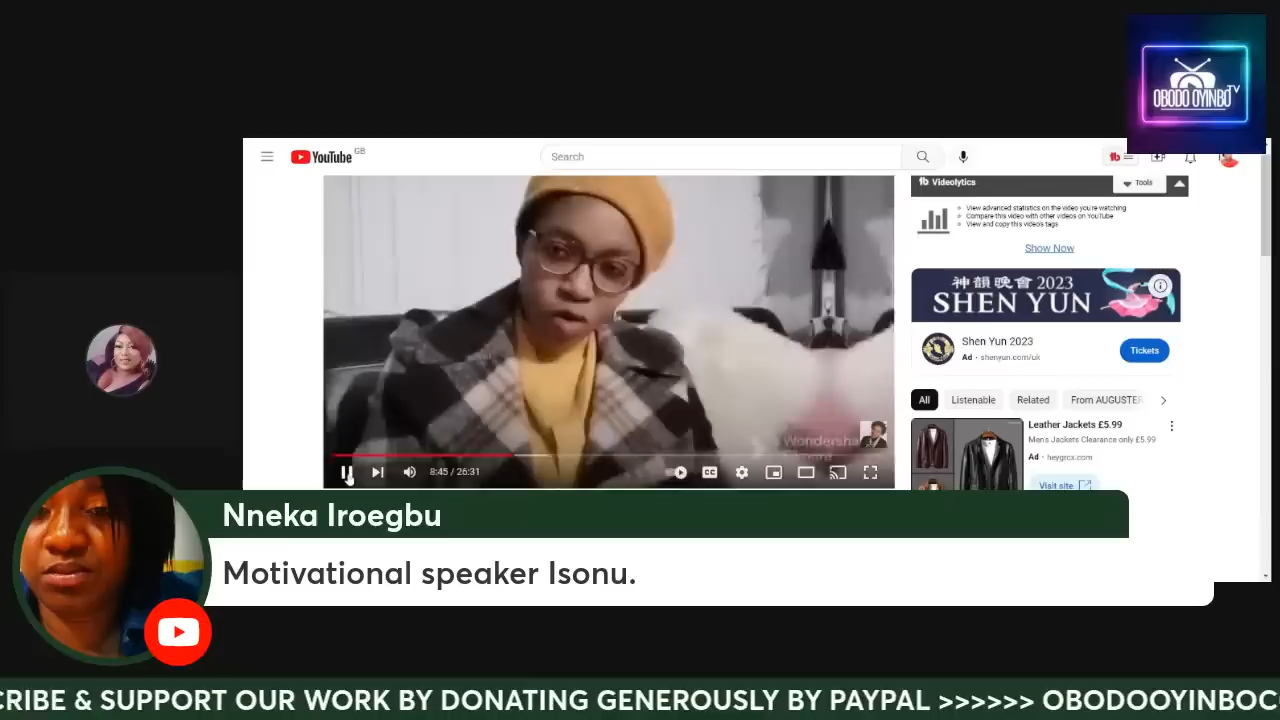 OBODO OYINBO TV
YouTube GB
Search
Videolytics
Tools
View advanced statistics on the video you're watching
Compare this video with other videos on YouTube
View and copy this video's tags
Show Now
神韻晚會 2023
SHEN YUN
Shen Yun 2023
Ad · shenyun.com/uk
Tickets
All
Listenable
Related
From AUGUSTER
Leather Jackets £5.99
Men's Jackets Clearance only £5.99
Ad · heygrcx.com
Visit site
Wondersha
8:45 / 26:31
Nneka Iroegbu
Motivational speaker Isonu.
CRIBE & SUPPORT OUR WORK BY DONATING GENEROUSLY BY PAYPAL >>>>>> OBODOOYINBOC